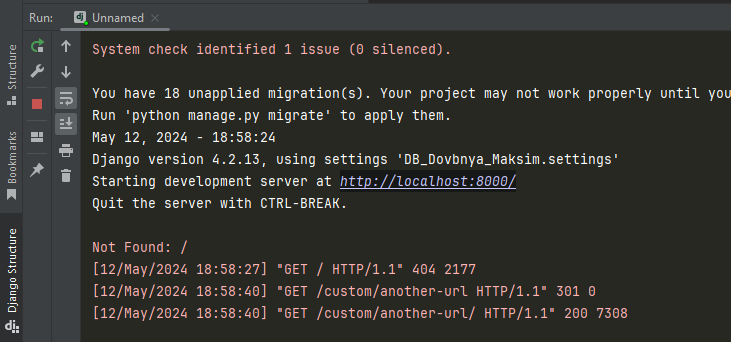 Run:
Unnamed
System check identified 1 issue (0 silenced).
You have 18 unapplied migration(s). Your project may not work properly until you
Run 'python manage.py migrate' to apply them.
May 12, 2024 - 18:58:24
Django version 4.2.13, using settings 'DB_Dovbnya_Maksim.settings'
Starting development server at http://localhost:8000/
Quit the server with CTRL-BREAK.
Not Found: /
[12/May/2024 18:58:27] "GET / HTTP/1.1" 404 2177
[12/May/2024 18:58:40] "GET /custom/another-url HTTP/1.1" 301 0
[12/May/2024 18:58:40] "GET /custom/another-url/ HTTP/1.1" 200 7308
Structure
Bookmarks
Django Structure
dj
dj